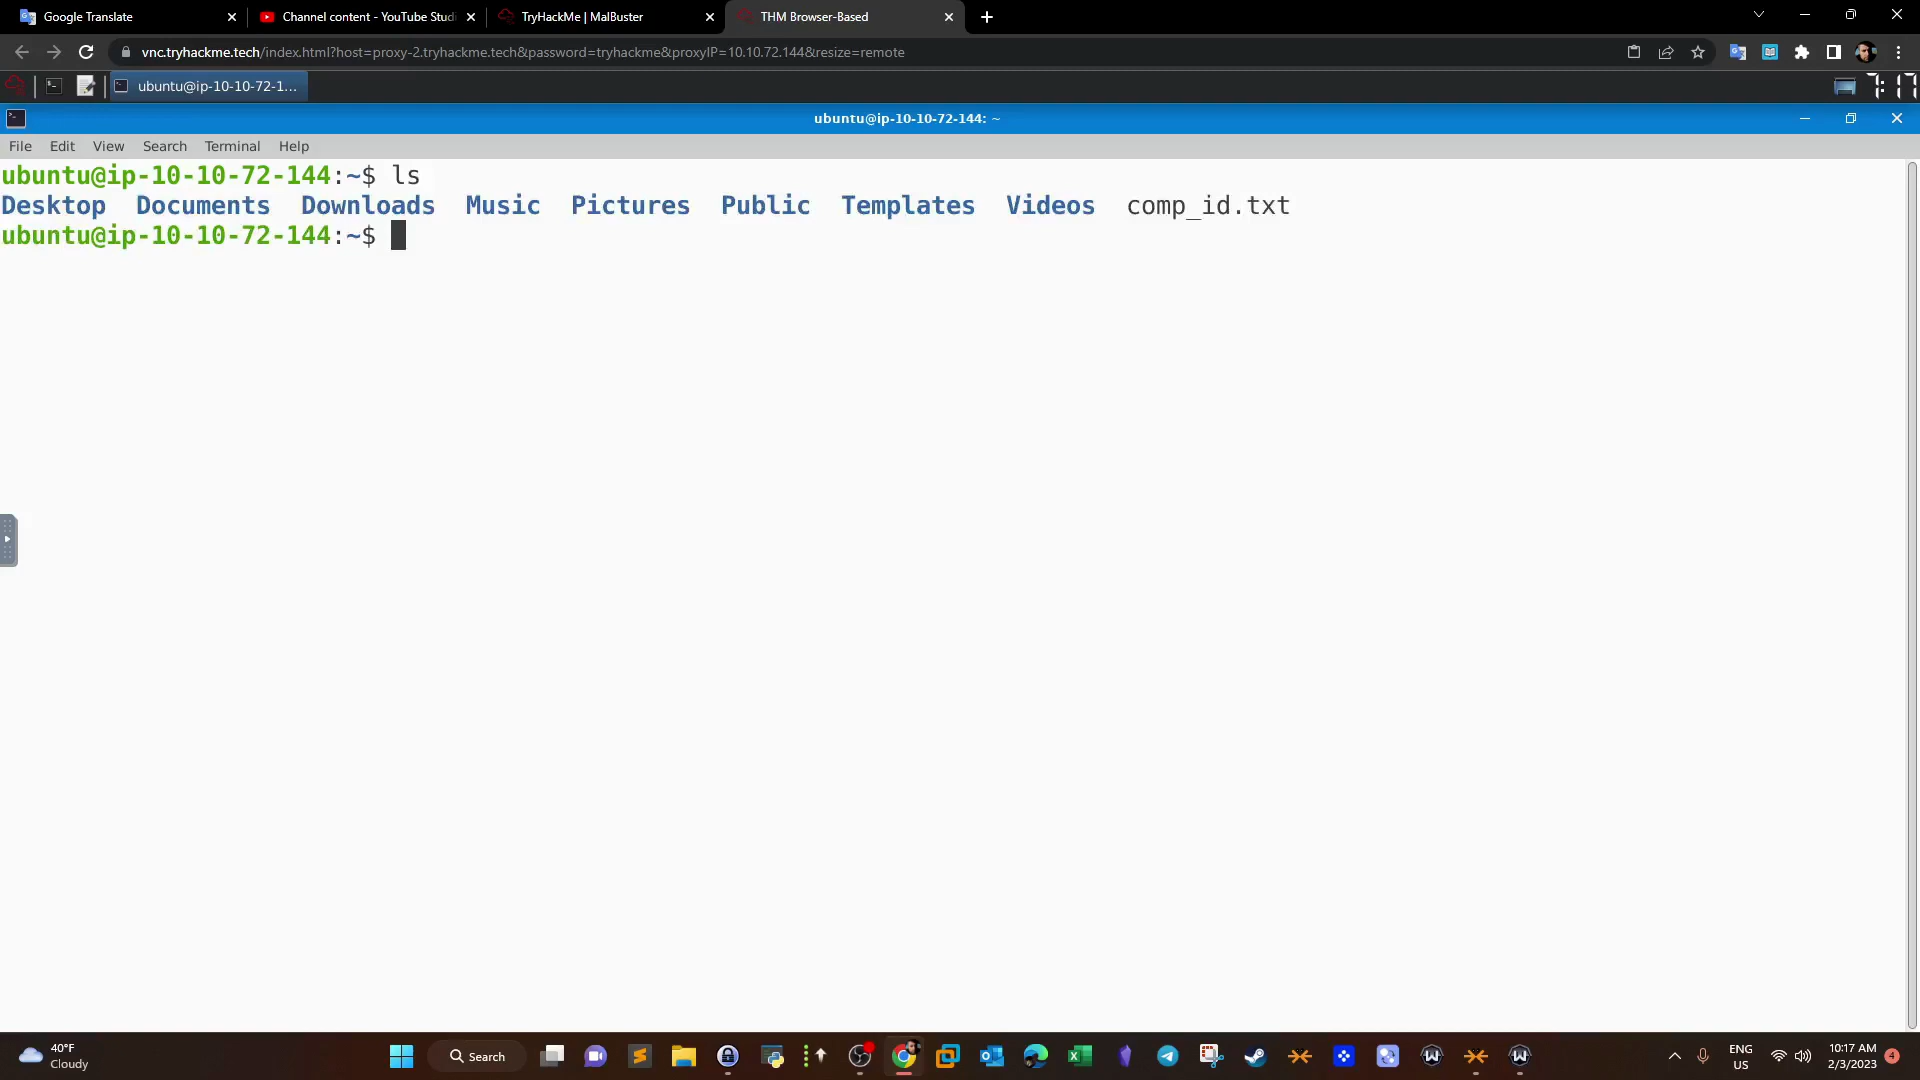 Google Translate
Channel content - YouTube Studi
TryHackMe | MalBuster
THM Browser-Based
vnc.tryhackme.tech/index.html?host=proxy-2.tryhackme.tech&password=tryhackme&proxyIP=10.10.72.144&resize=remote
ubuntu@ip-10-10-72-1...
ubuntu@ip-10-10-72-144: ~
File Edit View Search Terminal Help
ubuntu@ip-10-10-72-144:~$ ls
Desktop Documents Downloads Music Pictures Public Templates Videos comp_id.txt
ubuntu@ip-10-10-72-144:~$
40°F
Cloudy
Search
ENG
US
10:17 AM
2/3/2023
4